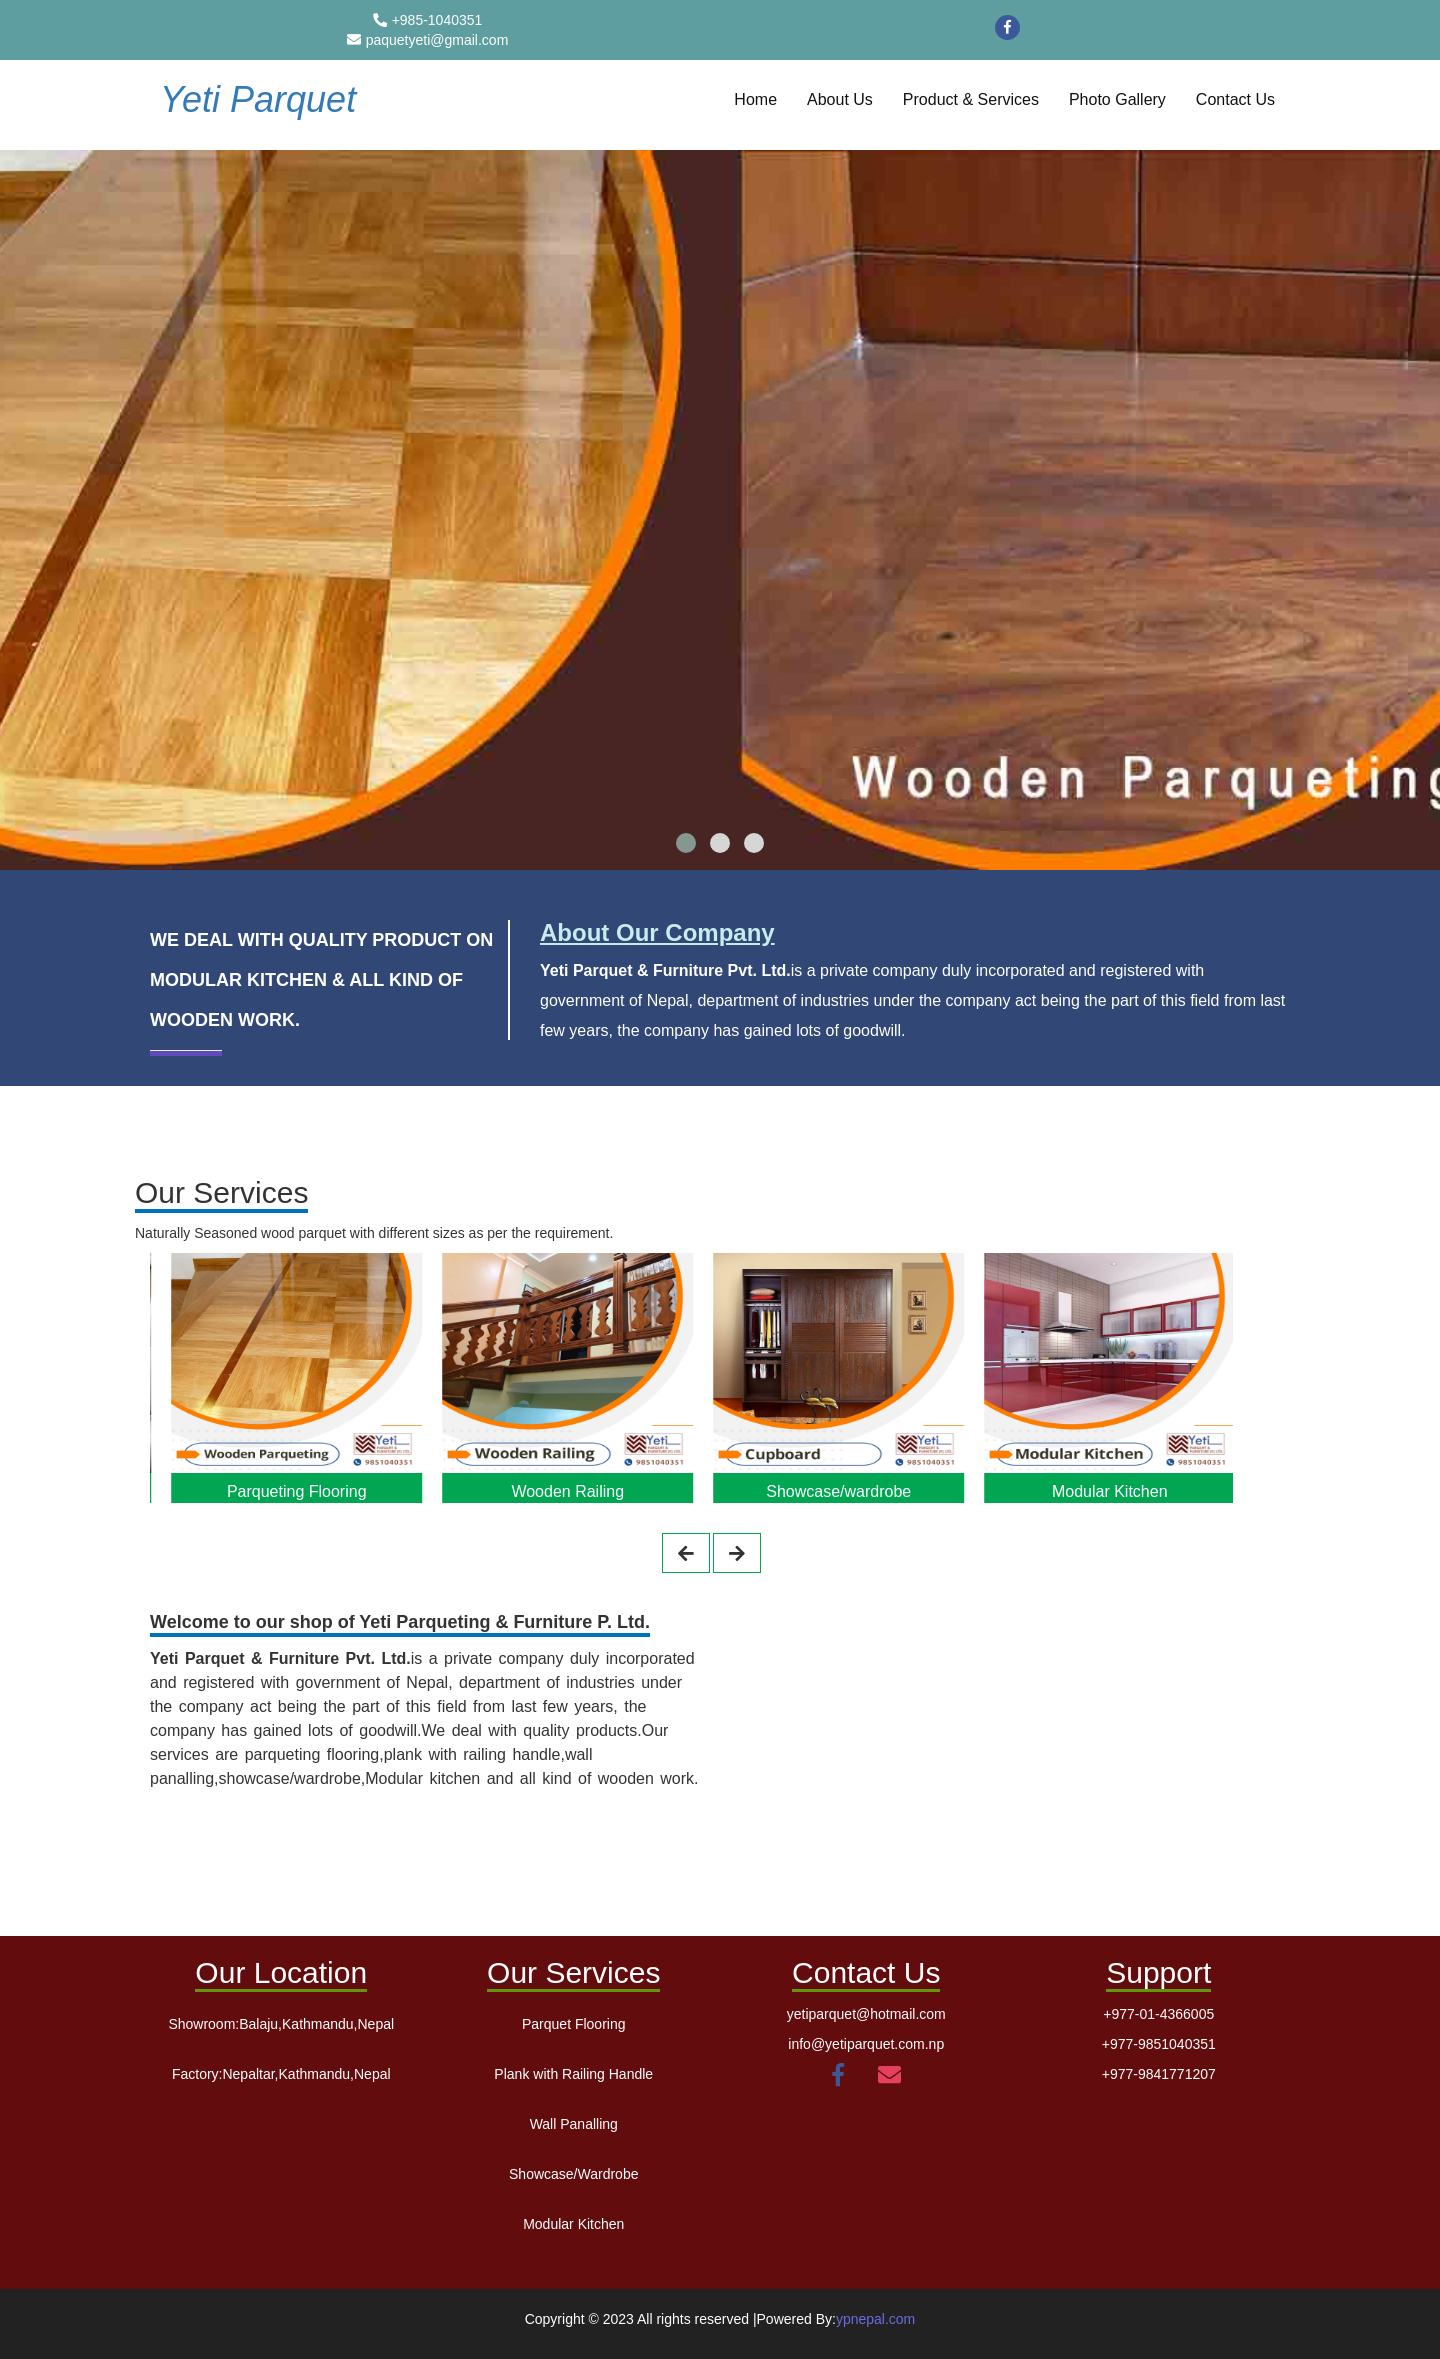 +985-1040351
paquetyeti@gmail.com
Yeti Parquet
Home About Us Product & Services Photo Gallery Contact Us
Wooden Parqueting
WE DEAL WITH QUALITY PRODUCT ON
MODULAR KITCHEN & ALL KIND OF
WOODEN WORK.
About Our Company
Yeti Parquet & Furniture Pvt. Ltd.is a private company duly incorporated and registered with
government of Nepal, department of industries under the company act being the part of this field from last
few years, the company has gained lots of goodwill.
Our Services
Naturally Seasoned wood parquet with different sizes as per the requirement.
Wooden Parqueting
Yeti
9851040351
Parqueting Flooring
Wooden Railing
Yeti
9851040351
Wooden Railing
Cupboard
Yeti
9851040351
Showcase/wardrobe
Modular Kitchen
Yeti
9851040351
Modular Kitchen
Welcome to our shop of Yeti Parqueting & Furniture P. Ltd.
Yeti Parquet & Furniture Pvt. Ltd.is a private company duly incorporated
and registered with government of Nepal, department of industries under
the company act being the part of this field from last few years, the
company has gained lots of goodwill.We deal with quality products.Our
services are parqueting flooring,plank with railing handle,wall
panalling,showcase/wardrobe,Modular kitchen and all kind of wooden work.
Our Location
Showroom:Balaju,Kathmandu,Nepal
Factory:Nepaltar,Kathmandu,Nepal
Our Services
Parquet Flooring
Plank with Railing Handle
Wall Panalling
Showcase/Wardrobe
Modular Kitchen
Contact Us
yetiparquet@hotmail.com
info@yetiparquet.com.np
Support
+977-01-4366005
+977-9851040351
+977-9841771207
Copyright © 2023 All rights reserved |Powered By:ypnepal.com